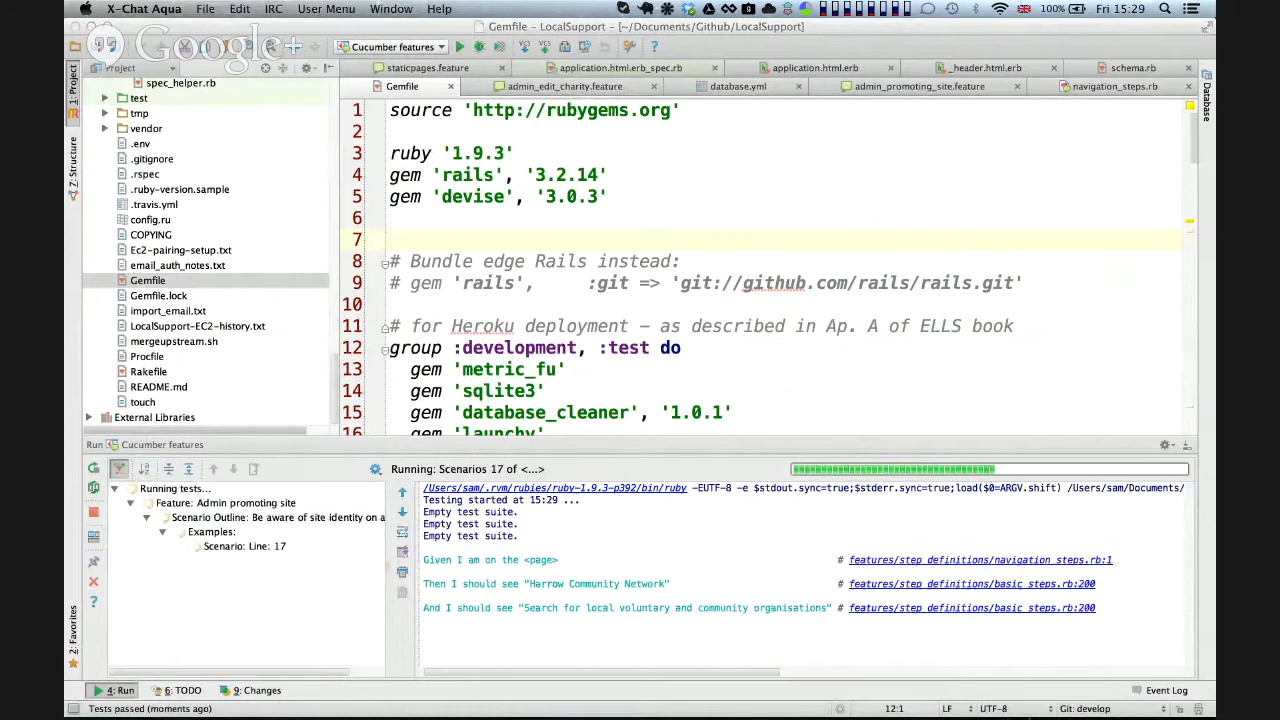 X-Chat Aqua File Edit IRC User Menu Window Help 9 100% Fri 15:29
Gemfile - LocalSupport - [~/Documents/Github/LocalSupport]
Google+
Cucumber features
Project
staticpages.feature application.html.erb_spec.rb application.html.erb _header.html.erb schema.rb
Gemfile admin_edit_charity.feature database.yml admin_promoting_site.feature navigation_steps.rb
1: Project
7: Structure
2: Favorites
Database
spec_helper.rb
test
tmp
vendor
.env
.gitignore
.rspec
.ruby-version.sample
.travis.yml
config.ru
COPYING
Ec2-pairing-setup.txt
email_auth_notes.txt
Gemfile
Gemfile.lock
import_email.txt
LocalSupport-EC2-history.txt
mergeupstream.sh
Procfile
Rakefile
README.md
touch
External Libraries
1 source 'http://rubygems.org'
2
3 ruby '1.9.3'
4 gem 'rails', '3.2.14'
5 gem 'devise', '3.0.3'
6
7
8 # Bundle edge Rails instead:
9 # gem 'rails', :git => 'git://github.com/rails/rails.git'
10
11 # for Heroku deployment - as described in Ap. A of ELLS book
12 group :development, :test do
13 gem 'metric_fu'
14 gem 'sqlite3'
15 gem 'database_cleaner', '1.0.1'
16 gem 'launchy'
Run Cucumber features
Running: Scenarios 17 of <...>
Running tests...
Feature: Admin promoting site
Scenario Outline: Be aware of site identity on a
Examples:
Scenario: Line: 17
/Users/sam/.rvm/rubies/ruby-1.9.3-p392/bin/ruby -EUTF-8 -e $stdout.sync=true;$stderr.sync=true;load($0=ARGV.shift) /Users/sam/Documents/
Testing started at 15:29 ...
Empty test suite.
Empty test suite.
Empty test suite.
Given I am on the <page> # features/step_definitions/navigation_steps.rb:1
Then I should see "Harrow Community Network" # features/step_definitions/basic_steps.rb:200
And I should see "Search for local voluntary and community organisations" # features/step_definitions/basic_steps.rb:200
4: Run 6: TODO 9: Changes Event Log
Tests passed (moments ago) 12:1 LF UTF-8 Git: develop